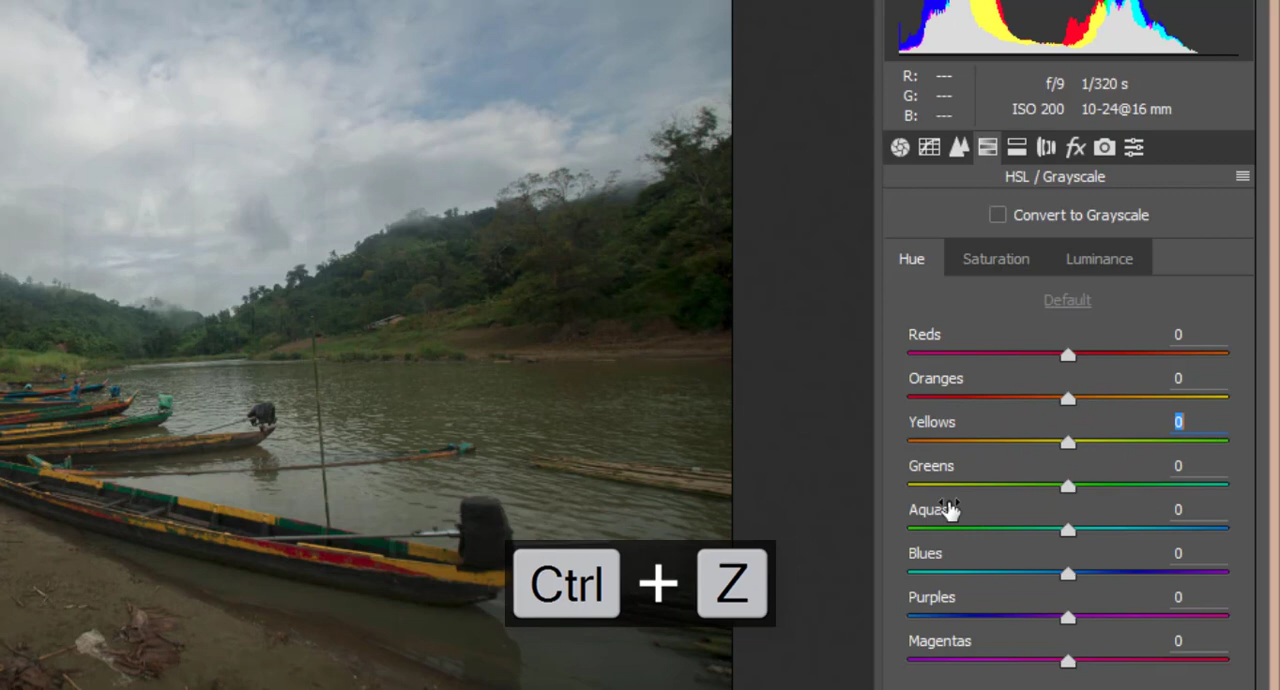 R: ---
G: ---
B: ---
f/9 1/320 s
ISO 200 10-24@16 mm
fx
HSL / Grayscale
Convert to Grayscale
Hue Saturation Luminance
Default
Reds 0
Oranges 0
Yellows 0
Greens 0
Aquas 0
Blues 0
Purples 0
Magentas 0
Ctrl + Z